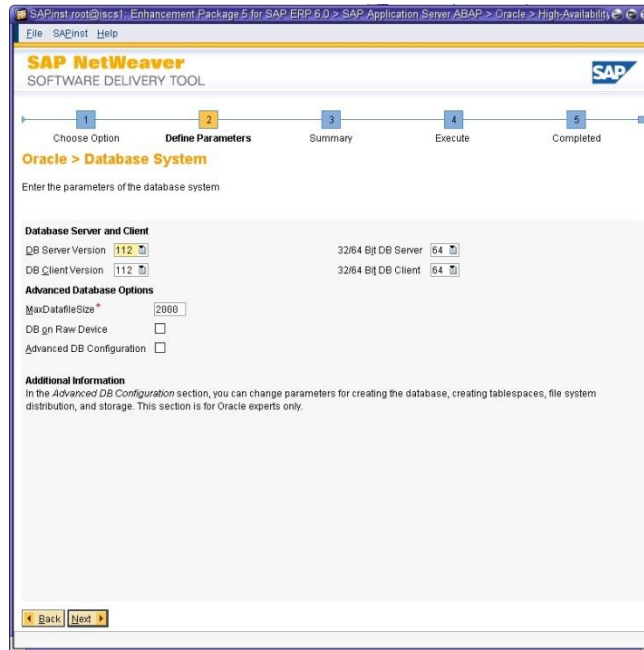 SAPinst root@iscs1: Enhancement Package 5 for SAP ERP 6.0 > SAP Application Server ABAP > Oracle > High-Availability
File SAPinst Help
SAP NetWeaver
SOFTWARE DELIVERY TOOL
SAP
1 2 3 4 5
Choose Option Define Parameters Summary Execute Completed
Oracle > Database System
Enter the parameters of the database system
Database Server and Client
DB Server Version 112 32/64 Bit DB Server 64
DB Client Version 112 32/64 Bit DB Client 64
Advanced Database Options
MaxDatafileSize* 2000
DB on Raw Device
Advanced DB Configuration
Additional Information
In the Advanced DB Configuration section, you can change parameters for creating the database, creating tablespaces, file system
distribution, and storage. This section is for Oracle experts only.
Back Next